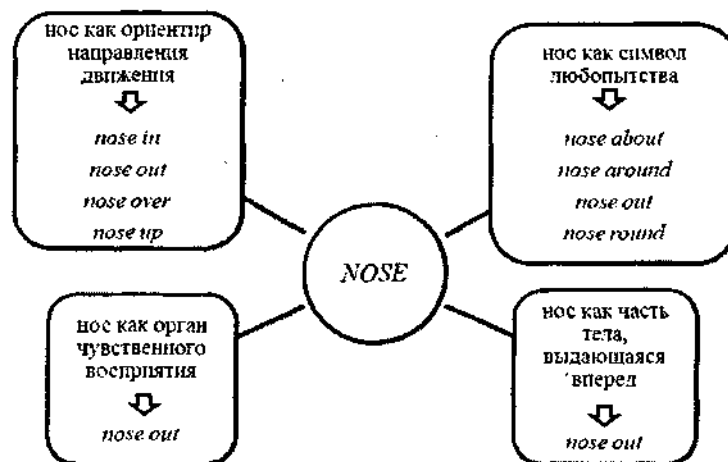 нос как ориентир
направления
движения
nose in
nose out
nose over
nose up
нос как символ
любопытства
nose about
nose around
nose out
nose round
NOSE
нос как орган
чувственного
восприятия
nose out
нос как часть
тела,
выдающаяся
вперед
nose out